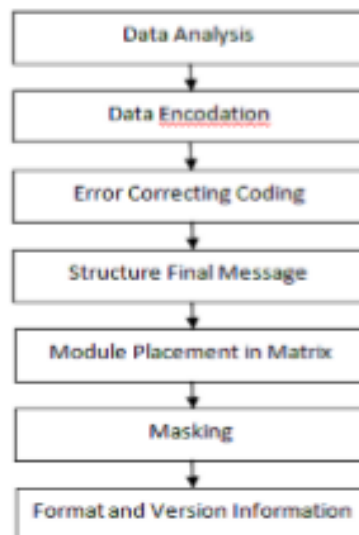 Data Analysis
Data Encodation
Error Correcting Coding
Structure Final Message
Module Placement in Matrix
Masking
Format and Version Information